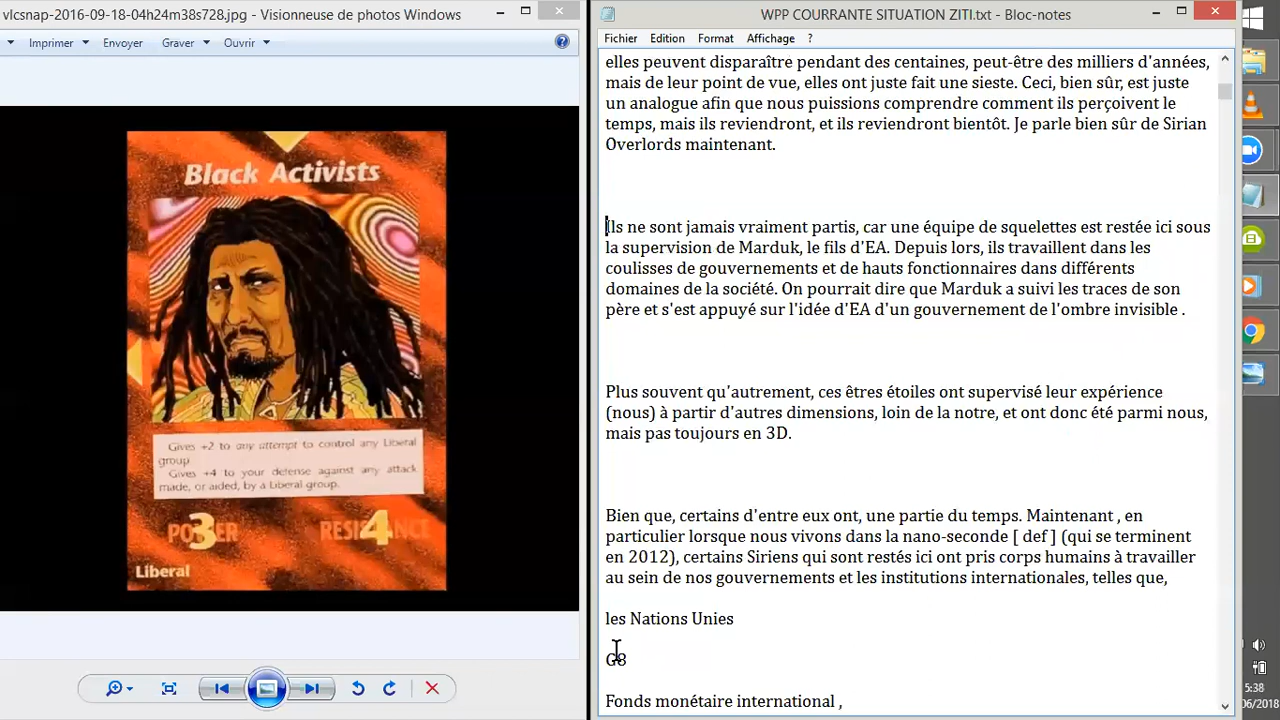 vlcsnap-2016-09-18-04h24m38s728.jpg - Visionneuse de photos Windows
Imprimer
Envoyer
Graver
Ouvrir
Black Activists
Gives +2 to any attempt to control any Liberal
group
Gives +4 to your defense against any attack
made, or aided, by a Liberal group.
POWER 3
RESISTANCE 4
Liberal
WPP COURRANTE SITUATION ZITI.txt - Bloc-notes
Fichier Edition Format Affichage ?
elles peuvent disparaître pendant des centaines, peut-être des milliers d'années,
mais de leur point de vue, elles ont juste fait une sieste. Ceci, bien sûr, est juste
un analogue afin que nous puissions comprendre comment ils perçoivent le
temps, mais ils reviendront, et ils reviendront bientôt. Je parle bien sûr de Sirian
Overlords maintenant.
Ils ne sont jamais vraiment partis, car une équipe de squelettes est restée ici sous
la supervision de Marduk, le fils d'EA. Depuis lors, ils travaillent dans les
coulisses de gouvernements et de hauts fonctionnaires dans différents
domaines de la société. On pourrait dire que Marduk a suivi les traces de son
père et s'est appuyé sur l'idée d'EA d'un gouvernement de l'ombre invisible .
Plus souvent qu'autrement, ces êtres étoiles ont supervisé leur expérience
(nous) à partir d'autres dimensions, loin de la notre, et ont donc été parmi nous,
mais pas toujours en 3D.
Bien que, certains d'entre eux ont, une partie du temps. Maintenant , en
particulier lorsque nous vivons dans la nano-seconde [ def ] (qui se terminent
en 2012), certains Siriens qui sont restés ici ont pris corps humains à travailler
au sein de nos gouvernements et les institutions internationales, telles que,
les Nations Unies
G8
Fonds monétaire international ,
5:38
06/2018